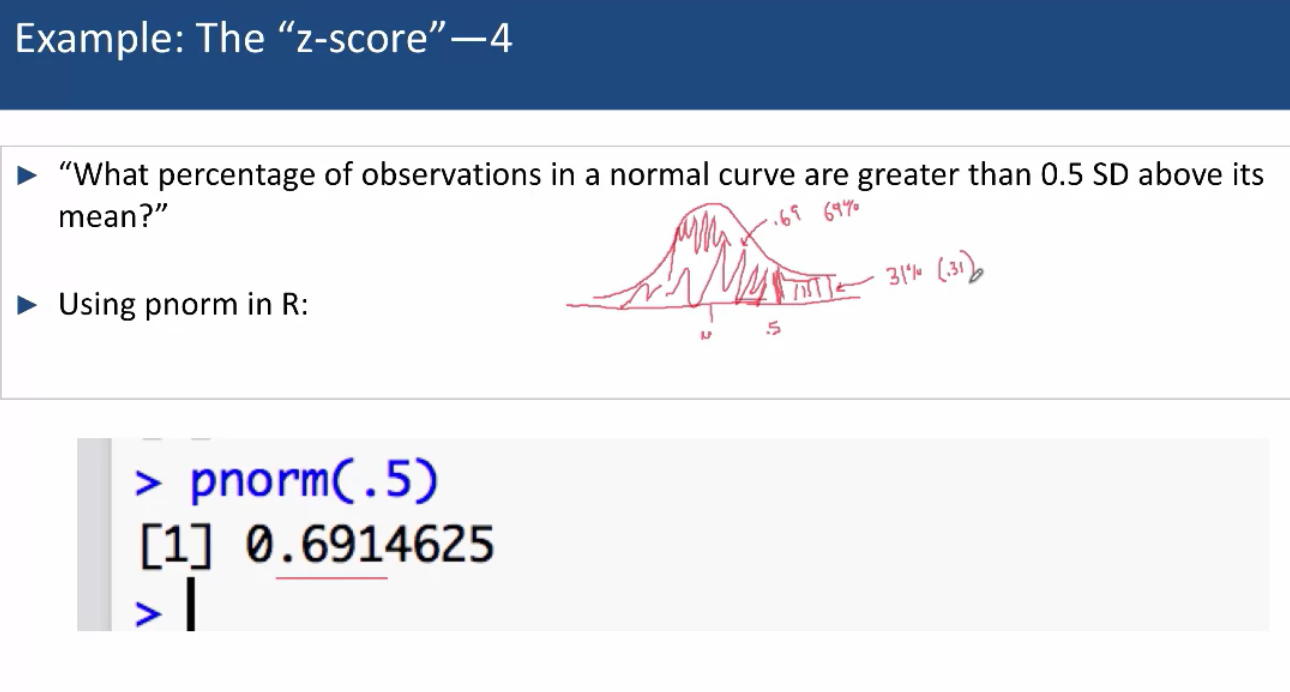 Example: The “z-score”—4
► “What percentage of observations in a normal curve are greater than 0.5 SD above its
mean?”
.69 69%
31% (.31)
► Using pnorm in R:
μ .5
> pnorm(.5)
[1] 0.6914625
>